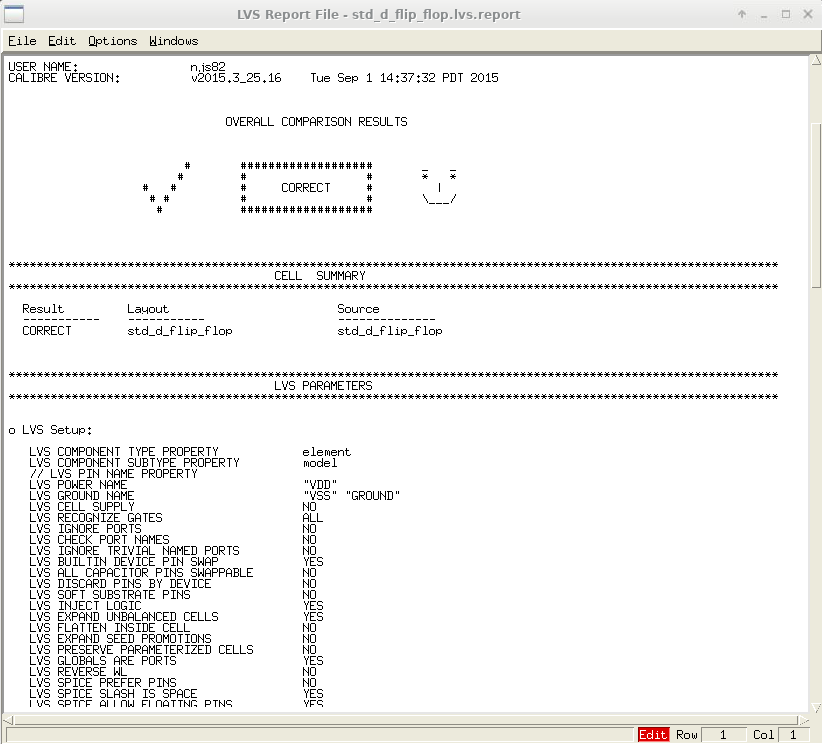 LVS Report File - std_d_flip_flop.lvs.report
File Edit Options Windows
USER NAME: njs82
CALIBRE VERSION: v2015.3_25.16 Tue Sep 1 14:37:32 PDT 2015
OVERALL COMPARISON RESULTS
# ################### _ _
# # # * *
# # # CORRECT # |
# # # # \___/
# ###################
**************************************************************************************************************
CELL SUMMARY
**************************************************************************************************************
Result Layout Source
----------- ----------- --------------
CORRECT std_d_flip_flop std_d_flip_flop
**************************************************************************************************************
LVS PARAMETERS
**************************************************************************************************************
o LVS Setup:
LVS COMPONENT TYPE PROPERTY element
LVS COMPONENT SUBTYPE PROPERTY model
// LVS PIN NAME PROPERTY
LVS POWER NAME "VDD"
LVS GROUND NAME "VSS" "GROUND"
LVS CELL SUPPLY NO
LVS RECOGNIZE GATES ALL
LVS IGNORE PORTS NO
LVS CHECK PORT NAMES NO
LVS IGNORE TRIVIAL NAMED PORTS NO
LVS BUILTIN DEVICE PIN SWAP YES
LVS ALL CAPACITOR PINS SWAPPABLE NO
LVS DISCARD PINS BY DEVICE NO
LVS SOFT SUBSTRATE PINS NO
LVS INJECT LOGIC YES
LVS EXPAND UNBALANCED CELLS YES
LVS FLATTEN INSIDE CELL NO
LVS EXPAND SEED PROMOTIONS NO
LVS PRESERVE PARAMETERIZED CELLS NO
LVS GLOBALS ARE PORTS YES
LVS REVERSE WL NO
LVS SPICE PREFER PINS NO
LVS SPICE SLASH IS SPACE YES
LVS SPICE ALLOW FLOATING PINS YES
Edit Row 1 Col 1